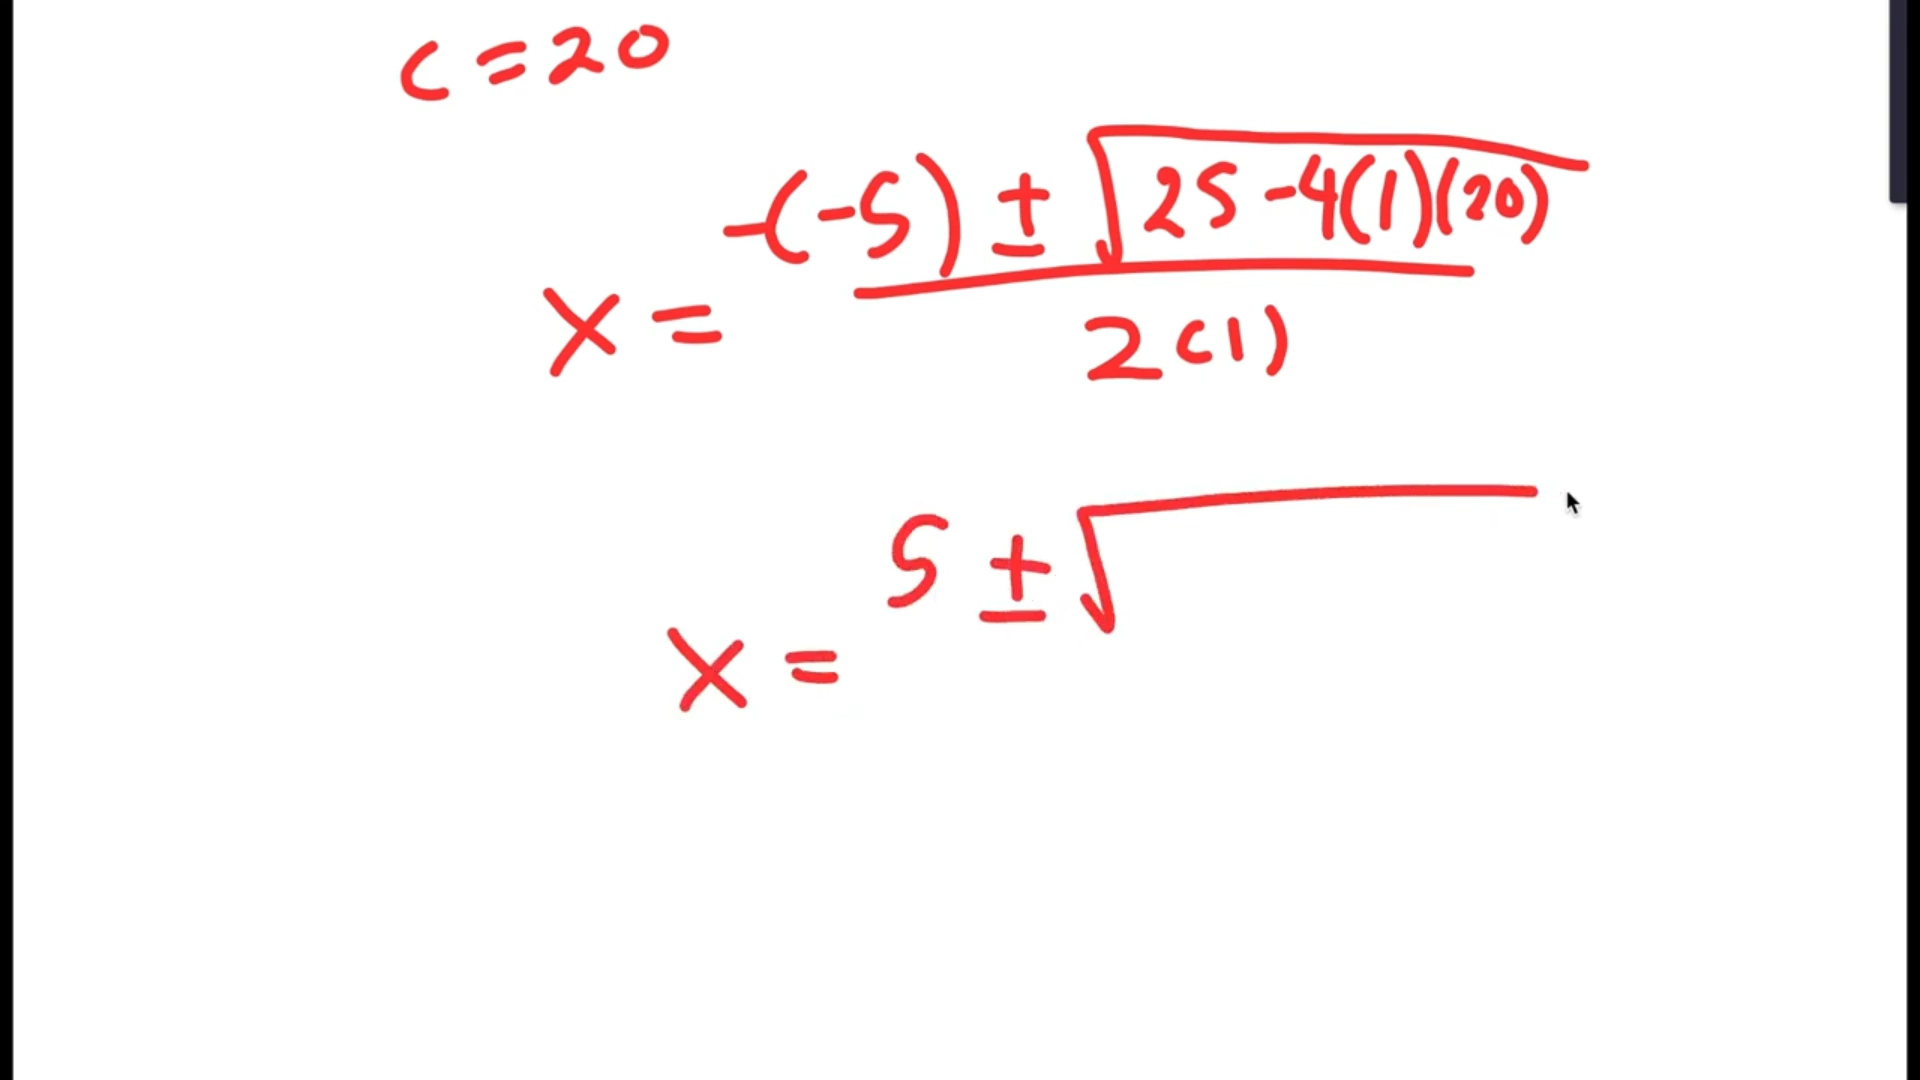 c = 20
x = -(-5) ± √25 - 4(1)(20)
2(1)
x = 5 ± √